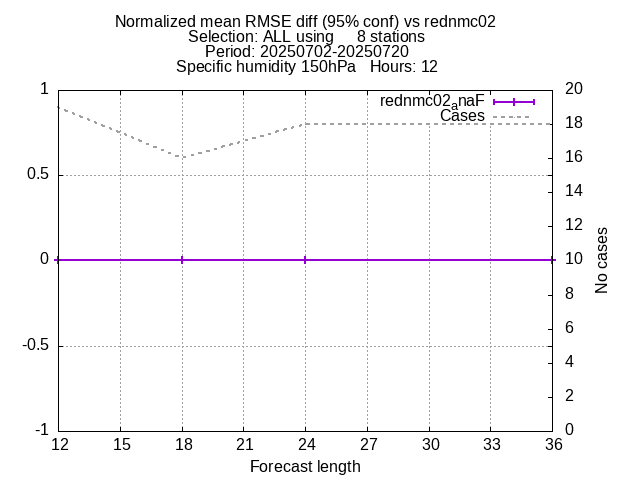 Normalized mean RMSE diff (95% conf) vs rednmc02
Selection: ALL using     8 stations
Period: 20250702-20250720
Specific humidity 150hPa   Hours: 12
rednmc02anaF
Cases
1
0.5
0
-0.5
-1
20
18
16
14
12
10
8
6
4
2
0
No cases
12 15 18 21 24 27 30 33 36
Forecast length